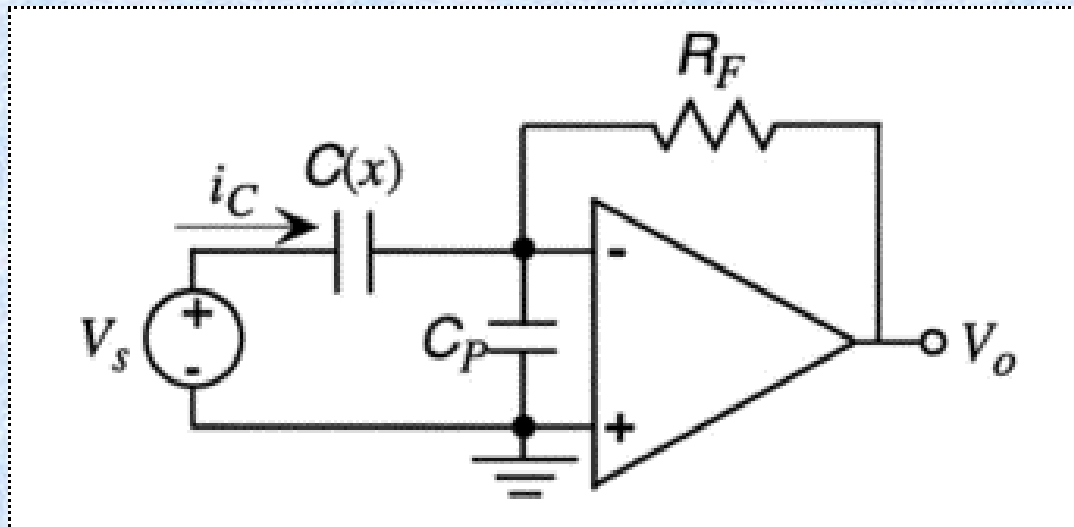 R_F
C(x)
i_C
-
+
V_s
-
C_P
V_o
+